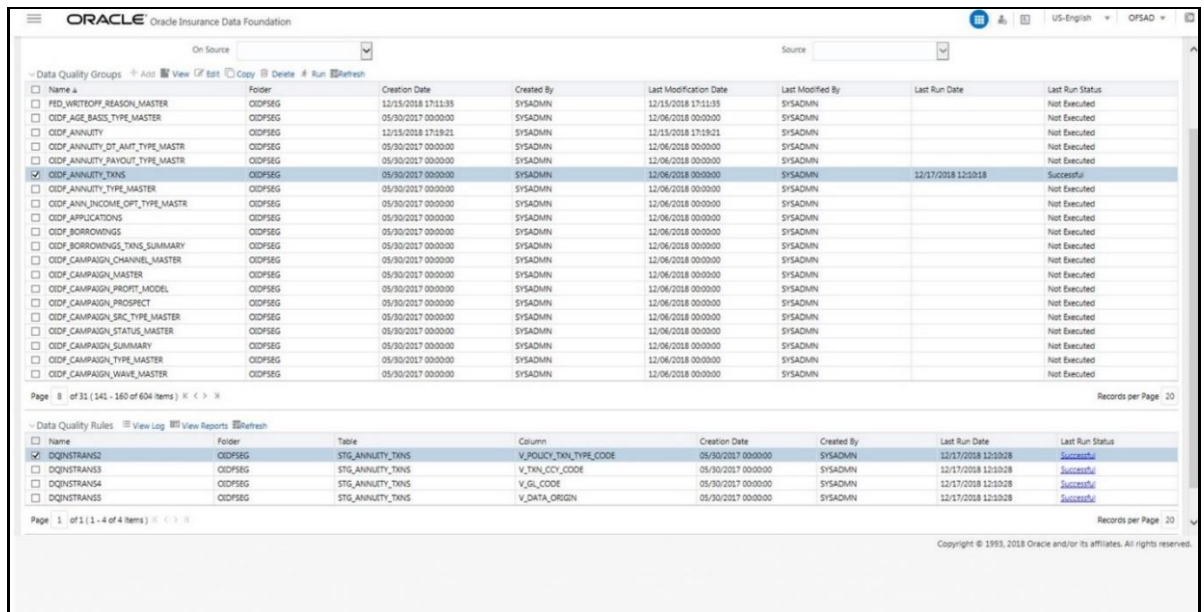 ORACLE® Oracle Insurance Data Foundation US-English OFSAD
On Source Source
Data Quality Groups Add View Edit Copy Delete Run Refresh
Name Folder Creation Date Created By Last Modification Date Last Modified By Last Run Date Last Run Status
FED_WRITEOFF_REASON_MASTER OIDFSEG 12/15/2018 17:11:35 SYSADMN 12/15/2018 17:11:35 SYSADMN Not Executed
OIDF_AGE_BASIS_TYPE_MASTER OIDFSEG 05/30/2017 00:00:00 SYSADMN 12/06/2018 00:00:00 SYSADMN Not Executed
OIDF_ANNUITY OIDFSEG 12/15/2018 17:19:21 SYSADMN 12/15/2018 17:19:21 SYSADMN Not Executed
OIDF_ANNUITY_DT_AMT_TYPE_MASTR OIDFSEG 05/30/2017 00:00:00 SYSADMN 12/06/2018 00:00:00 SYSADMN Not Executed
OIDF_ANNUITY_PAYOUT_TYPE_MASTR OIDFSEG 05/30/2017 00:00:00 SYSADMN 12/06/2018 00:00:00 SYSADMN Not Executed
OIDF_ANNUITY_TXNS OIDFSEG 05/30/2017 00:00:00 SYSADMN 12/06/2018 00:00:00 SYSADMN 12/17/2018 12:10:18 Successful
OIDF_ANNUITY_TYPE_MASTER OIDFSEG 05/30/2017 00:00:00 SYSADMN 12/06/2018 00:00:00 SYSADMN Not Executed
OIDF_ANN_INCOME_OPT_TYPE_MASTR OIDFSEG 05/30/2017 00:00:00 SYSADMN 12/06/2018 00:00:00 SYSADMN Not Executed
OIDF_APPLICATIONS OIDFSEG 05/30/2017 00:00:00 SYSADMN 12/06/2018 00:00:00 SYSADMN Not Executed
OIDF_BORROWINGS OIDFSEG 05/30/2017 00:00:00 SYSADMN 12/06/2018 00:00:00 SYSADMN Not Executed
OIDF_BORROWINGS_TXNS_SUMMARY OIDFSEG 05/30/2017 00:00:00 SYSADMN 12/06/2018 00:00:00 SYSADMN Not Executed
OIDF_CAMPAIGN_CHANNEL_MASTER OIDFSEG 05/30/2017 00:00:00 SYSADMN 12/06/2018 00:00:00 SYSADMN Not Executed
OIDF_CAMPAIGN_MASTER OIDFSEG 05/30/2017 00:00:00 SYSADMN 12/06/2018 00:00:00 SYSADMN Not Executed
OIDF_CAMPAIGN_PROFIT_MODEL OIDFSEG 05/30/2017 00:00:00 SYSADMN 12/06/2018 00:00:00 SYSADMN Not Executed
OIDF_CAMPAIGN_PROSPECT OIDFSEG 05/30/2017 00:00:00 SYSADMN 12/06/2018 00:00:00 SYSADMN Not Executed
OIDF_CAMPAIGN_SRC_TYPE_MASTER OIDFSEG 05/30/2017 00:00:00 SYSADMN 12/06/2018 00:00:00 SYSADMN Not Executed
OIDF_CAMPAIGN_STATUS_MASTER OIDFSEG 05/30/2017 00:00:00 SYSADMN 12/06/2018 00:00:00 SYSADMN Not Executed
OIDF_CAMPAIGN_SUMMARY OIDFSEG 05/30/2017 00:00:00 SYSADMN 12/06/2018 00:00:00 SYSADMN Not Executed
OIDF_CAMPAIGN_TYPE_MASTER OIDFSEG 05/30/2017 00:00:00 SYSADMN 12/06/2018 00:00:00 SYSADMN Not Executed
OIDF_CAMPAIGN_WAVE_MASTER OIDFSEG 05/30/2017 00:00:00 SYSADMN 12/06/2018 00:00:00 SYSADMN Not Executed
Page 8 of 31 ( 141 - 160 of 604 items ) Records per Page 20
Data Quality Rules View Log View Reports Refresh
Name Folder Table Column Creation Date Created By Last Run Date Last Run Status
DQINSTRANS2 OIDFSEG STG_ANNUITY_TXNS V_POLICY_TXN_TYPE_CODE 05/30/2017 00:00:00 SYSADMN 12/17/2018 12:10:28 Successful
DQINSTRANS3 OIDFSEG STG_ANNUITY_TXNS V_TXN_CCY_CODE 05/30/2017 00:00:00 SYSADMN 12/17/2018 12:10:28 Successful
DQINSTRANS4 OIDFSEG STG_ANNUITY_TXNS V_GL_CODE 05/30/2017 00:00:00 SYSADMN 12/17/2018 12:10:28 Successful
DQINSTRANS5 OIDFSEG STG_ANNUITY_TXNS V_DATA_ORIGIN 05/30/2017 00:00:00 SYSADMN 12/17/2018 12:10:28 Successful
Page 1 of 1 ( 1 - 4 of 4 items ) Records per Page 20
Copyright © 1993, 2018 Oracle and/or its affiliates. All rights reserved.